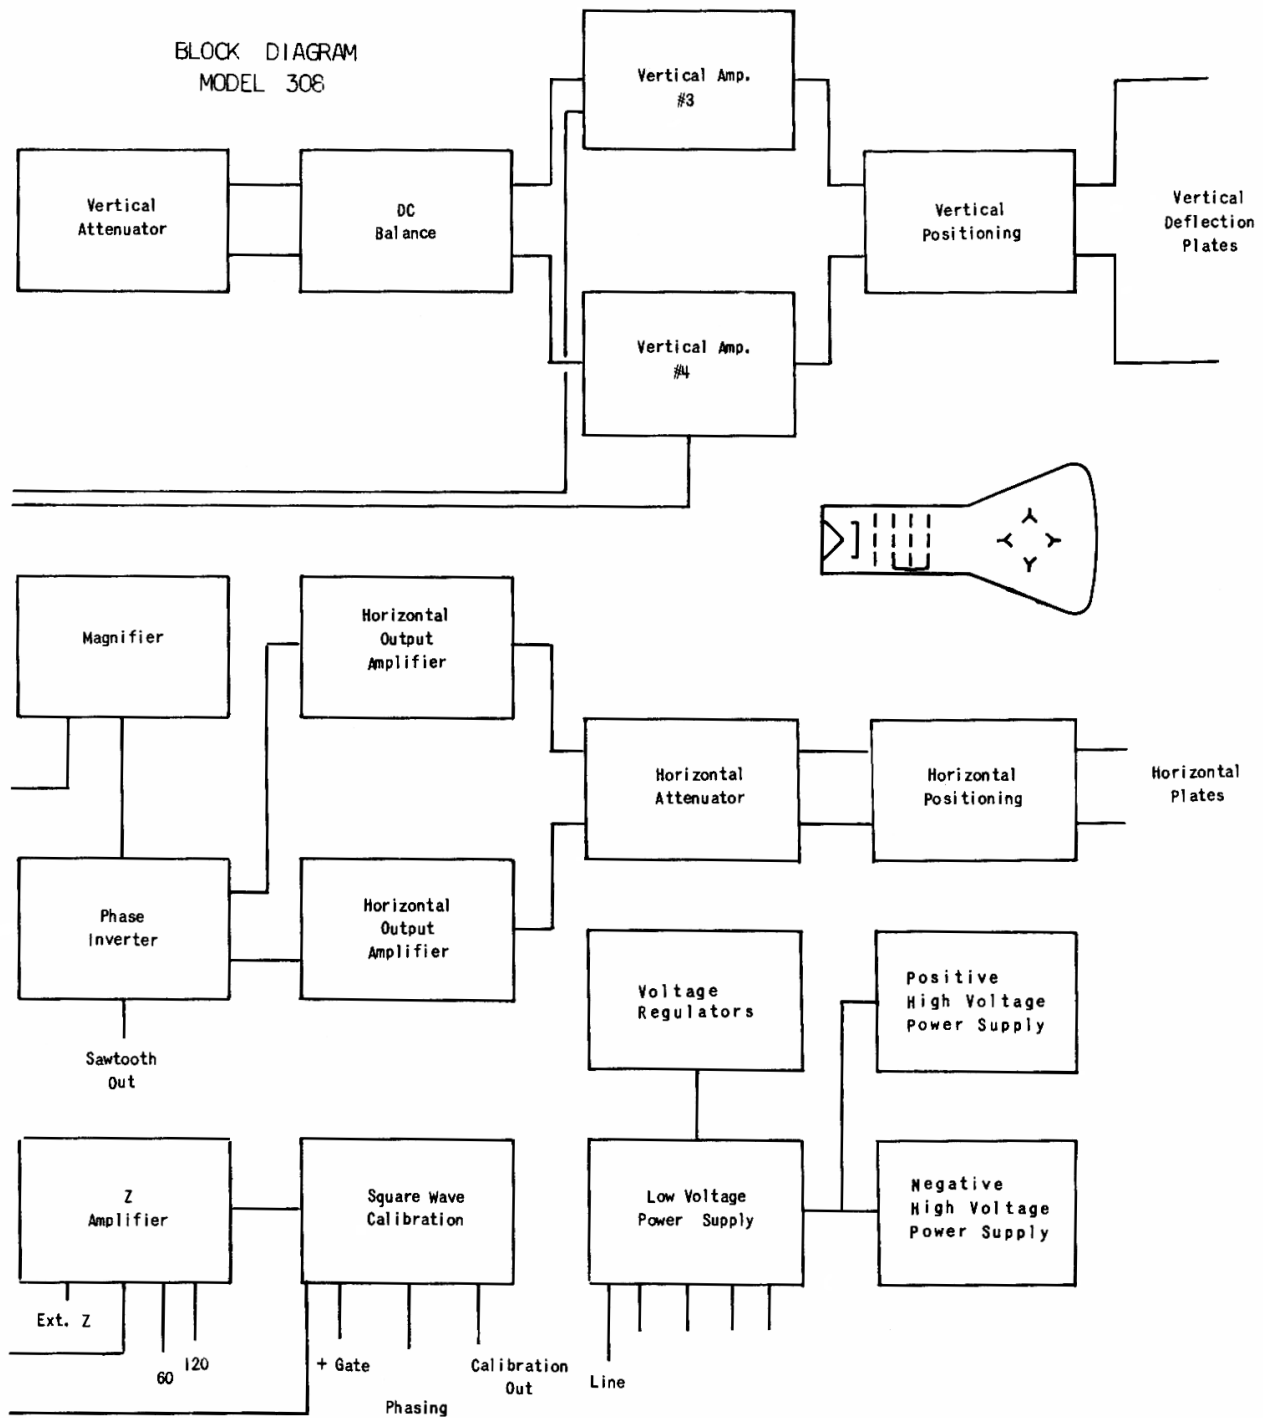 BLOCK DIAGRAM
MODEL 308
Vertical Amp.
#3
Vertical
Attenuator
DC
Balance
Vertical
Positioning
Vertical
Deflection
Plates
Vertical Amp.
#4
Magnifier
Horizontal
Output
Amplifier
Horizontal
Attenuator
Horizontal
Positioning
Horizontal
Plates
Phase
Inverter
Horizontal
Output
Amplifier
Voltage
Regulators
Positive
High Voltage
Power Supply
Sawtooth
Out
Z
Amplifier
Square Wave
Calibration
Low Voltage
Power Supply
Negative
High Voltage
Power Supply
Ext. Z
60
120
+ Gate
Phasing
Calibration
Out
Line